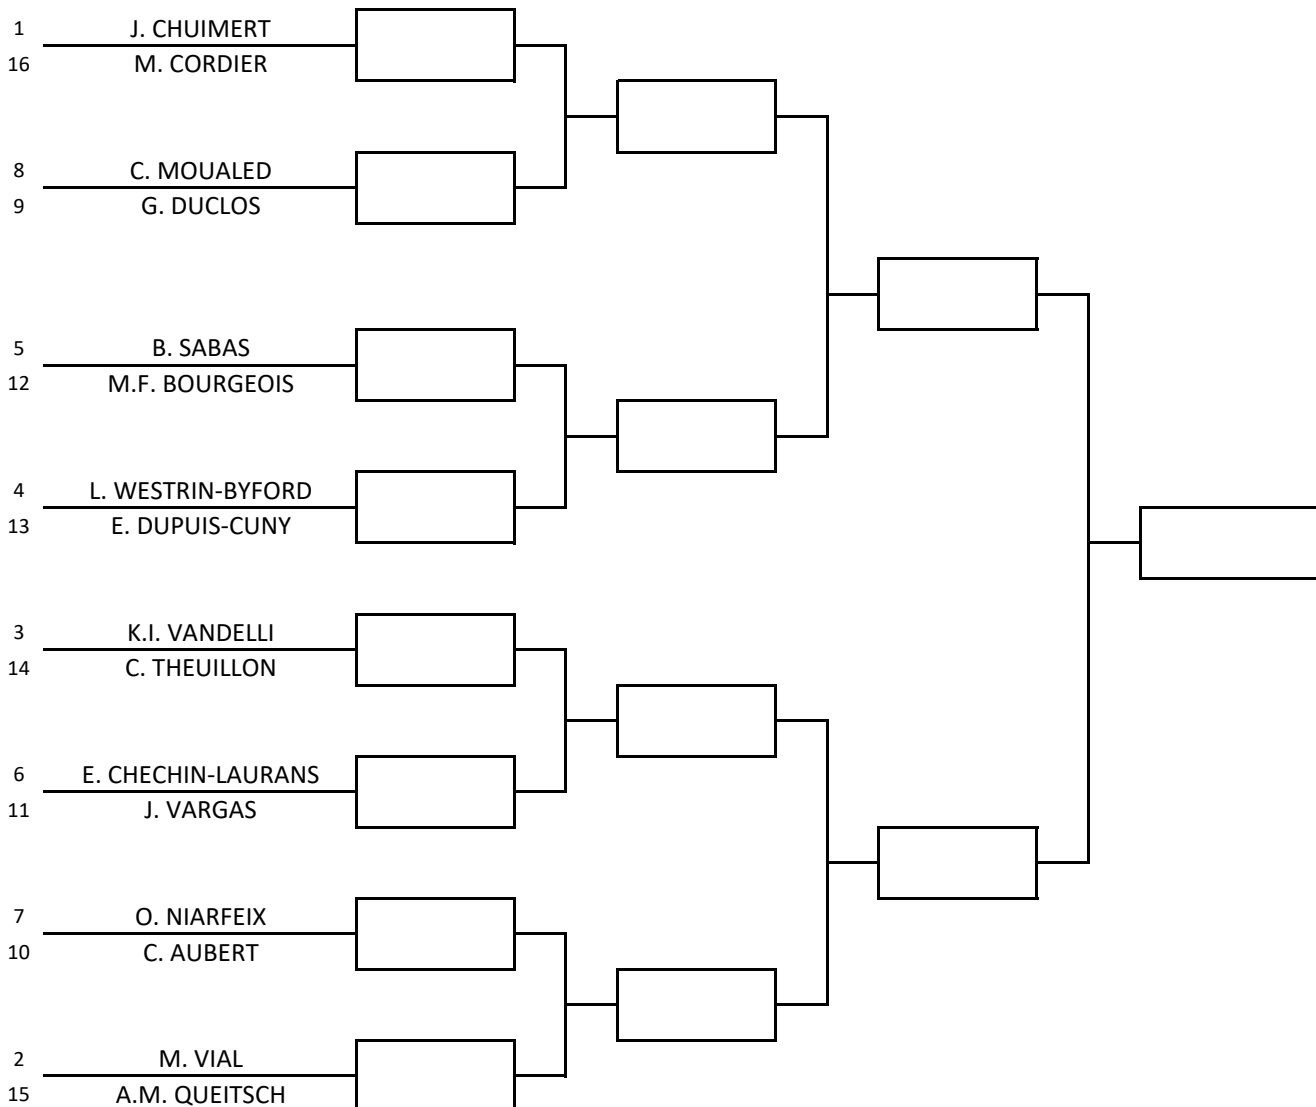 1 J. CHUIMERT
16 M. CORDIER
8 C. MOUALED
9 G. DUCLOS
5 B. SABAS
12 M.F. BOURGEOIS
4 L. WESTRIN-BYFORD
13 E. DUPUIS-CUNY
3 K.I. VANDELLI
14 C. THEUILLON
6 E. CHECHIN-LAURANS
11 J. VARGAS
7 O. NIARFEIX
10 C. AUBERT
2 M. VIAL
15 A.M. QUEITSCH